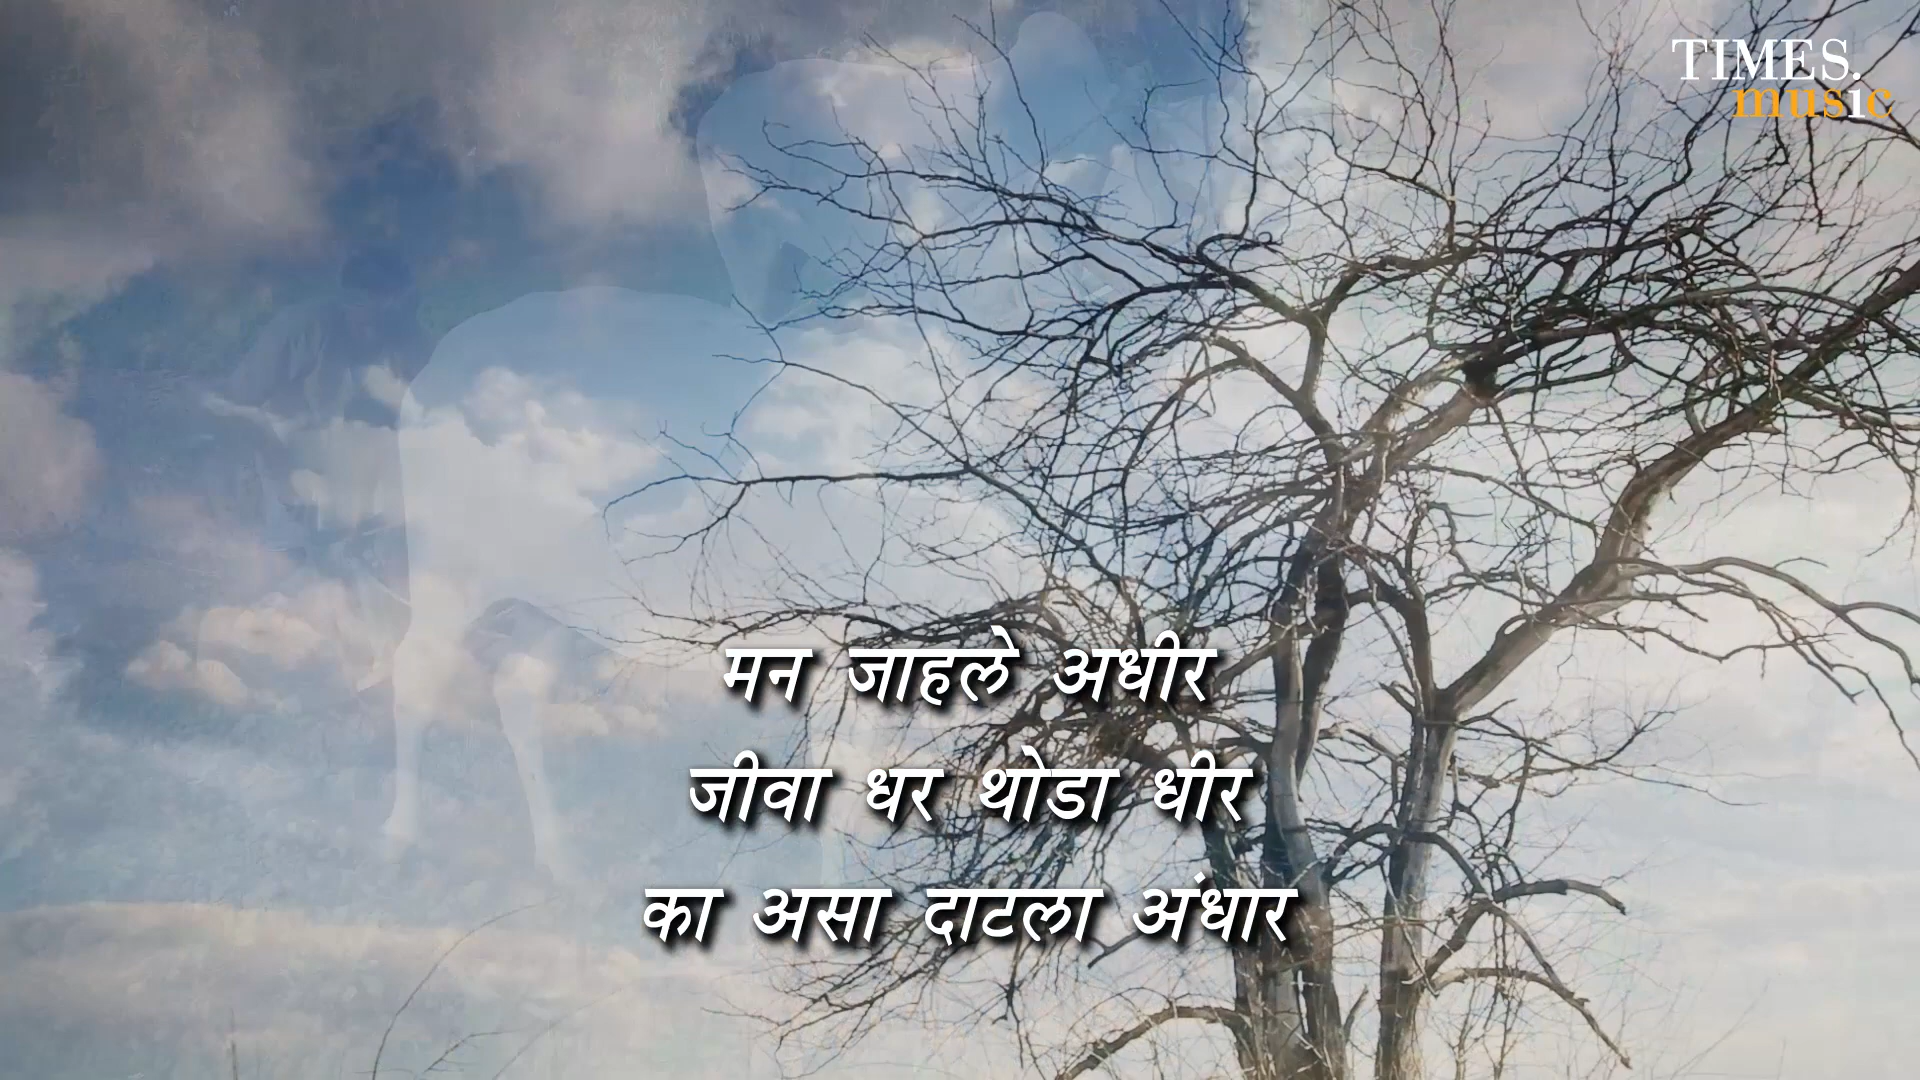 TIMES.
music
मन जाहले अधीर
जीवा धर थोडा धीर
का असा दाटला अंधार